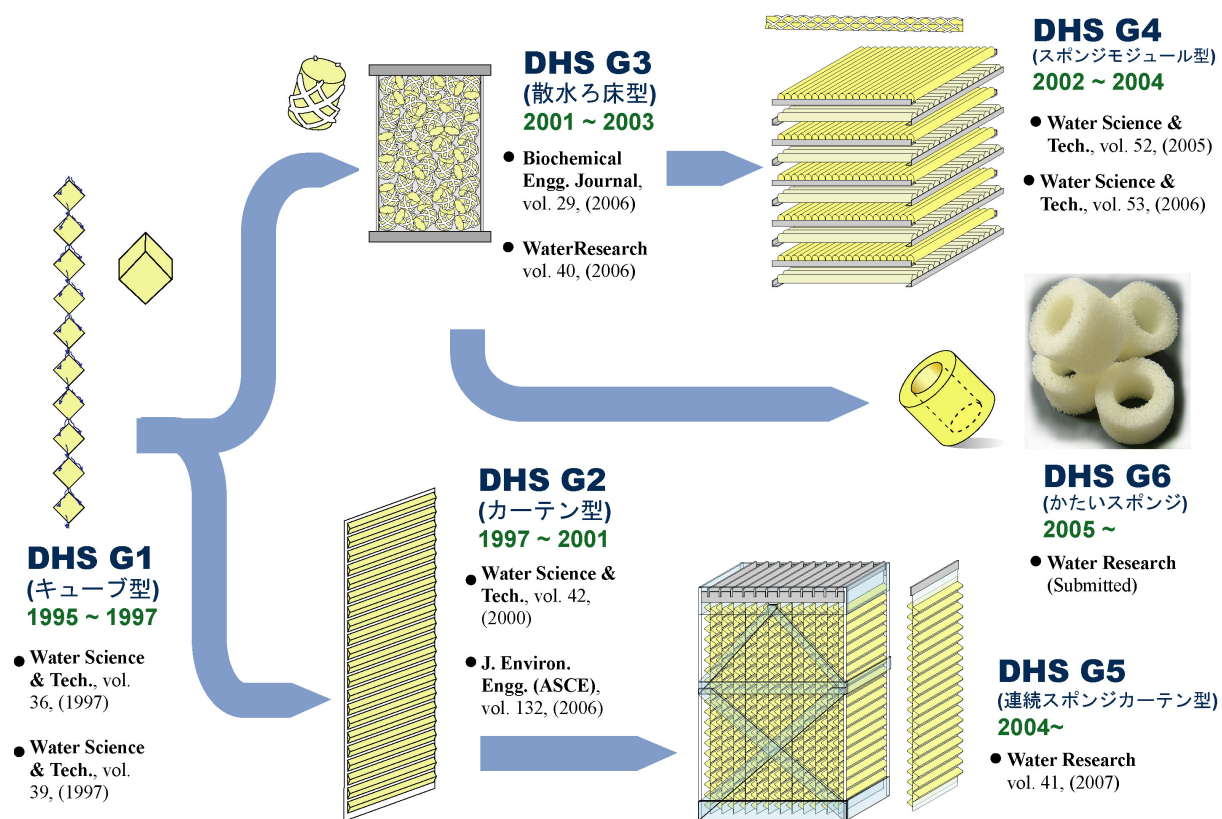 DHS G1
(キューブ型)
1995 ~ 1997
● Water Science
& Tech., vol.
36, (1997)
● Water Science
& Tech., vol.
39, (1997)
DHS G3
(散水ろ床型)
2001 ~ 2003
● Biochemical
Engg. Journal,
vol. 29, (2006)
● WaterResearch
vol. 40, (2006)
DHS G4
(スポンジモジュール型)
2002 ~ 2004
● Water Science &
Tech., vol. 52, (2005)
● Water Science &
Tech., vol. 53, (2006)
DHS G2
(カーテン型)
1997 ~ 2001
● Water Science &
Tech., vol. 42,
(2000)
● J. Environ.
Engg. (ASCE),
vol. 132, (2006)
DHS G6
(かたいスポンジ)
2005 ~
● Water Research
(Submitted)
DHS G5
(連続スポンジカーテン型)
2004~
● Water Research
vol. 41, (2007)